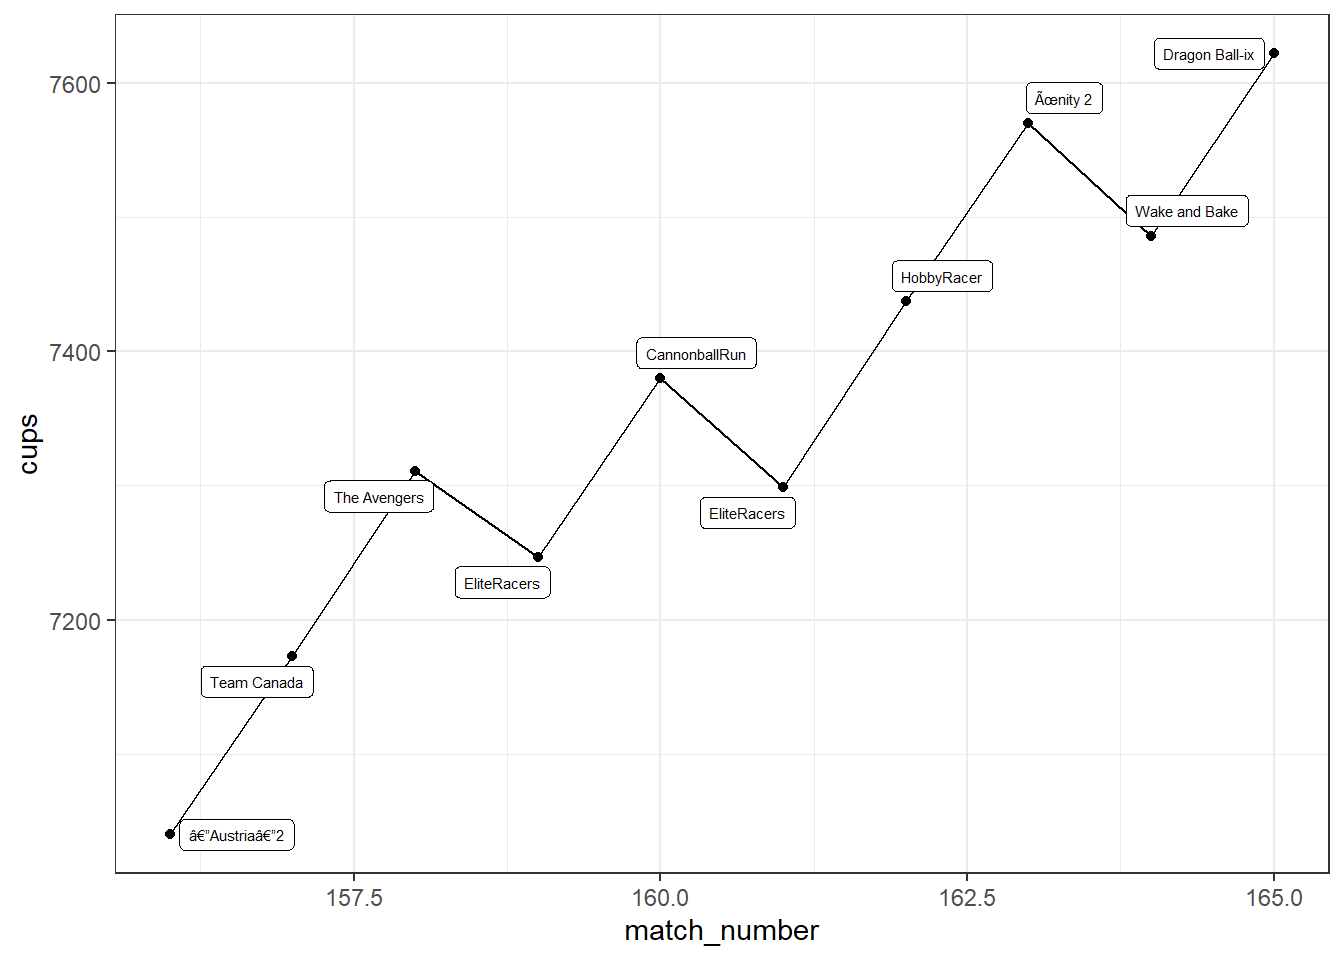 Dragon Ball-ix
7600
Ãœnity 2
Wake and Bake
HobbyRacer
7400
CannonballRun
The Avengers
EliteRacers
EliteRacers
7200
Team Canada
â€”Austriaâ€”2
cups
157.5
160.0
162.5
165.0
match_number